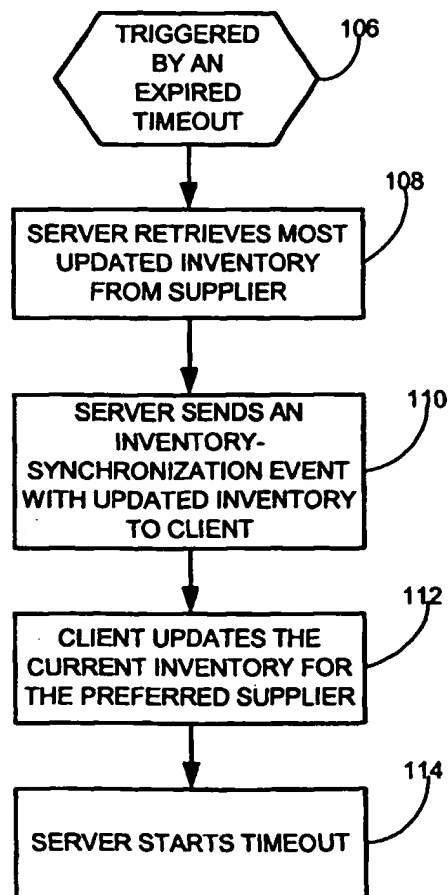 TRIGGERED
BY AN
EXPIRED
TIMEOUT
106
108
SERVER RETRIEVES MOST
UPDATED INVENTORY
FROM SUPPLIER
110
SERVER SENDS AN
INVENTORY-
SYNCHRONIZATION EVENT
WITH UPDATED INVENTORY
TO CLIENT
112
CLIENT UPDATES THE
CURRENT INVENTORY FOR
THE PREFERRED SUPPLIER
114
SERVER STARTS TIMEOUT